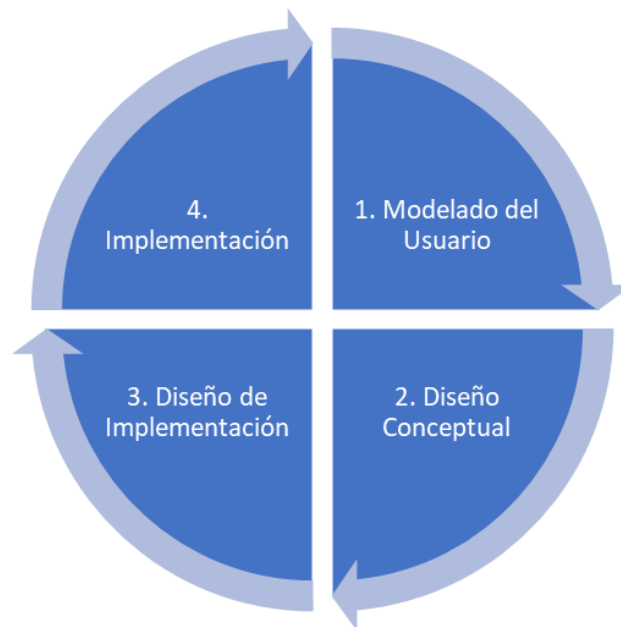 1. Modelado del
Usuario
2. Diseño
Conceptual
3. Diseño de
Implementación
4.
Implementación